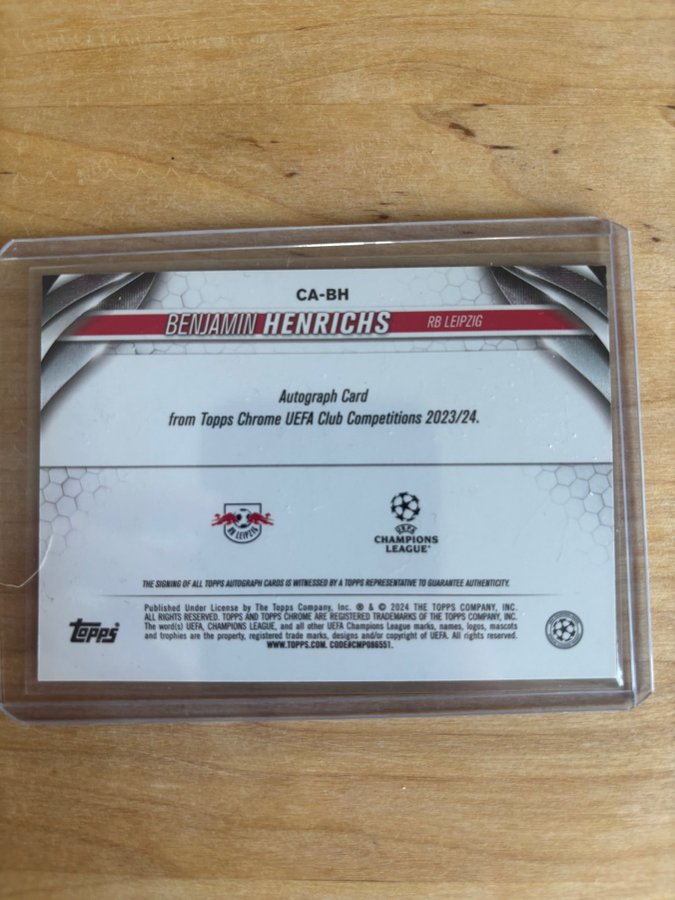 CA-BH
BENJAMIN HENRICHS RB LEIPZIG
Autograph Card
from Topps Chrome UEFA Club Competitions 2023/24.
RB LEIPZIG
UEFA
CHAMPIONS
LEAGUE®
THE SIGNING OF ALL TOPPS AUTOGRAPH CARDS IS WITNESSED BY A TOPPS REPRESENTATIVE TO GUARANTEE AUTHENTICITY.
Published Under License by The Topps Company, Inc. ® & © 2024 THE TOPPS COMPANY, INC.
ALL RIGHTS RESERVED. TOPPS AND TOPPS CHROME ARE REGISTERED TRADEMARKS OF THE TOPPS COMPANY, INC.
The word(s) UEFA, CHAMPIONS LEAGUE, and all other UEFA Champions League marks, names, logos, mascots
and trophies are the property, registered trade marks, designs and/or copyright of UEFA. All rights reserved.
WWW.TOPPS.COM. CODE#CMP086551.
Topps